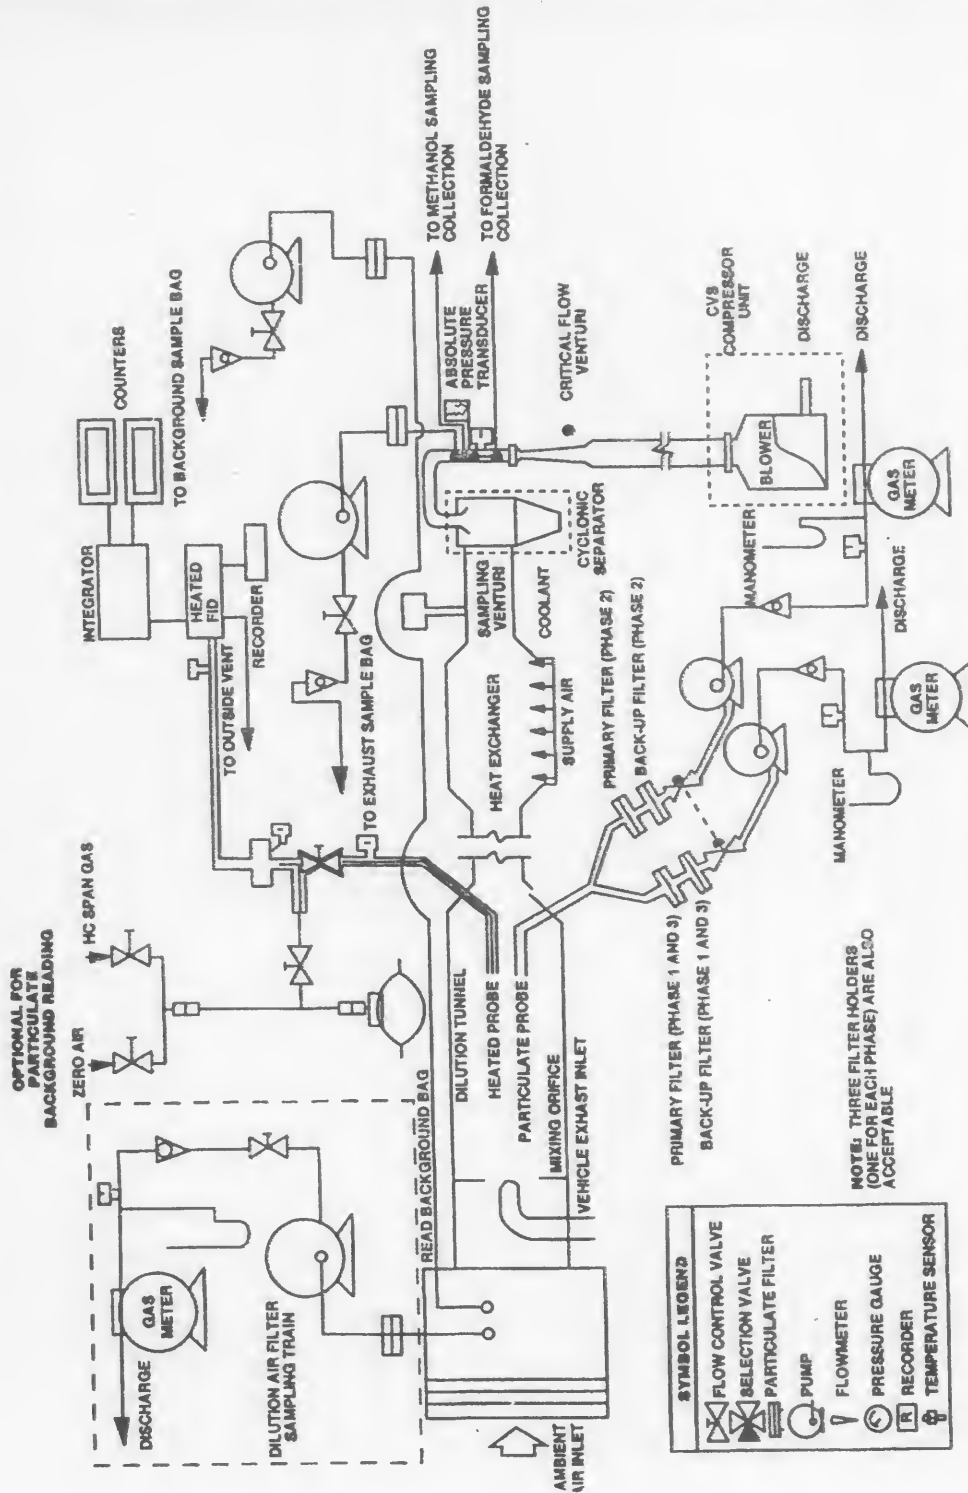 OPTIONAL FOR
PARTICULATE
BACKGROUND READING
ZERO AIR
HC SPAN GAS
DISCHARGE
GAS
METER
DILUTION AIR FILTER
SAMPLING TRAIN
READ BACKGROUND BAG
AMBIENT
AIR INLET
INTEGRATOR
COUNTERS
HEATED
FID
RECORDER
TO OUTSIDE VENT
TO BACKGROUND SAMPLE BAG
TO EXHAUST SAMPLE BAG
TO METHANOL SAMPLING
COLLECTION
TO FORMALDEHYDE SAMPLING
COLLECTION
ABSOLUTE
PRESSURE
TRANSDUCER
CRITICAL FLOW
VENTURI
CYCLONIC
SEPARATOR
SAMPLING
VENTURI
COOLANT
HEAT EXCHANGER
SUPPLY AIR
DILUTION TUNNEL
HEATED PROBE
PARTICULATE PROBE
MIXING ORIFICE
VEHICLE EXHAST INLET
PRIMARY FILTER (PHASE 2)
BACK-UP FILTER (PHASE 2)
PRIMARY FILTER (PHASE 1 AND 3)
BACK-UP FILTER (PHASE 1 AND 3)
CVS
COMPRESSOR
UNIT
BLOWER
DISCHARGE
DISCHARGE
GAS
METER
MANOMETER
DISCHARGE
GAS
METER
MANOMETER
NOTE: THREE FILTER HOLDERS
(ONE FOR EACH PHASE) ARE ALSO
ACCEPTABLE
SYMBOL LEGEND
FLOW CONTROL VALVE
SELECTION VALVE
PARTICULATE FILTER
PUMP
FLOWMETER
PRESSURE GAUGE
R RECORDER
TEMPERATURE SENSOR